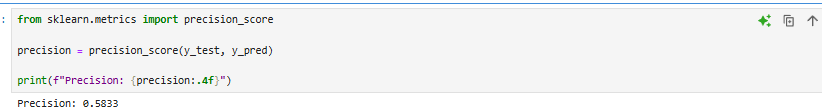 from sklearn.metrics import precision_score
precision = precision_score(y_test, y_pred)
print(f"Precision: {precision:.4f}")
Precision: 0.5833